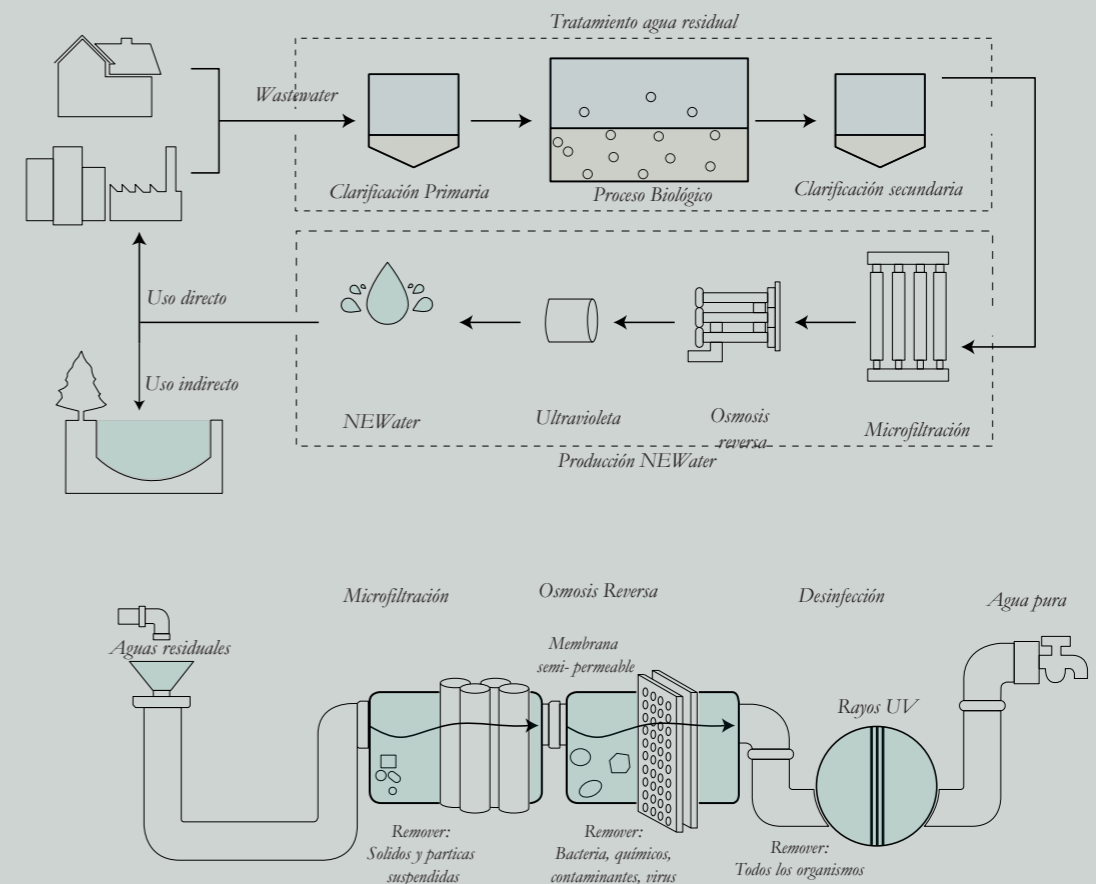 Tratamiento agua residual
Wastewater
Clarificación Primaria
Proceso Biológico
Clarificación secundaria
Uso directo
Uso indirecto
NEWater
Ultravioleta
Osmosis
reversa
Microfiltración
Producción NEWater
Microfiltración
Osmosis Reversa
Desinfección
Agua pura
Aguas residuales
Membrana
semi- permeable
Rayos UV
Remover:
Solidos y particas
suspendidas
Remover:
Bacteria, químicos,
contaminantes, virus
Remover:
Todos los organismos